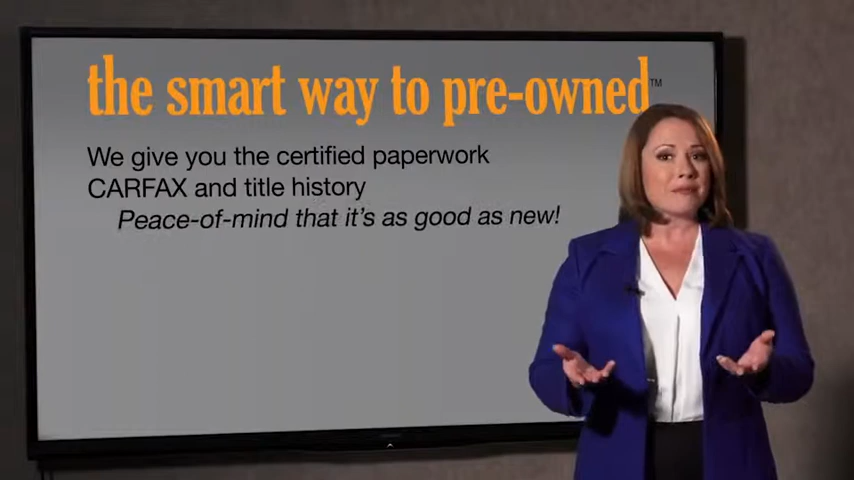 the smart way to pre-owned™
We give you the certified paperwork
CARFAX and title history
Peace-of-mind that it's as good as new!